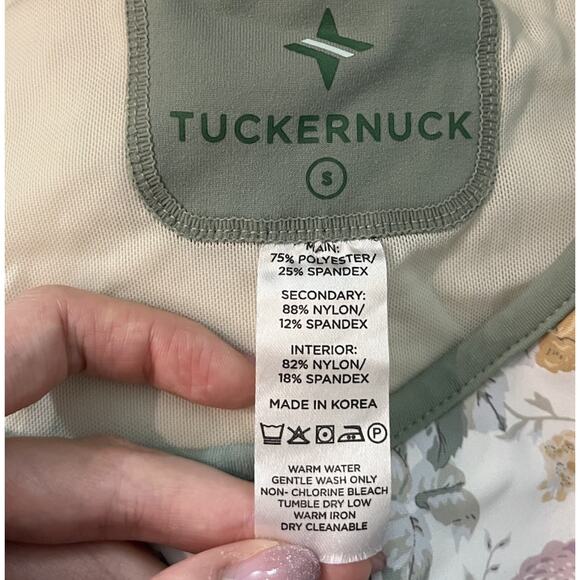 TUCKERNUCK
S
MAIN:
75% POLYESTER/
25% SPANDEX
SECONDARY:
88% NYLON/
12% SPANDEX
INTERIOR:
82% NYLON/
18% SPANDEX
MADE IN KOREA
P
WARM WATER
GENTLE WASH ONLY
NON- CHLORINE BLEACH
TUMBLE DRY LOW
WARM IRON
DRY CLEANABLE